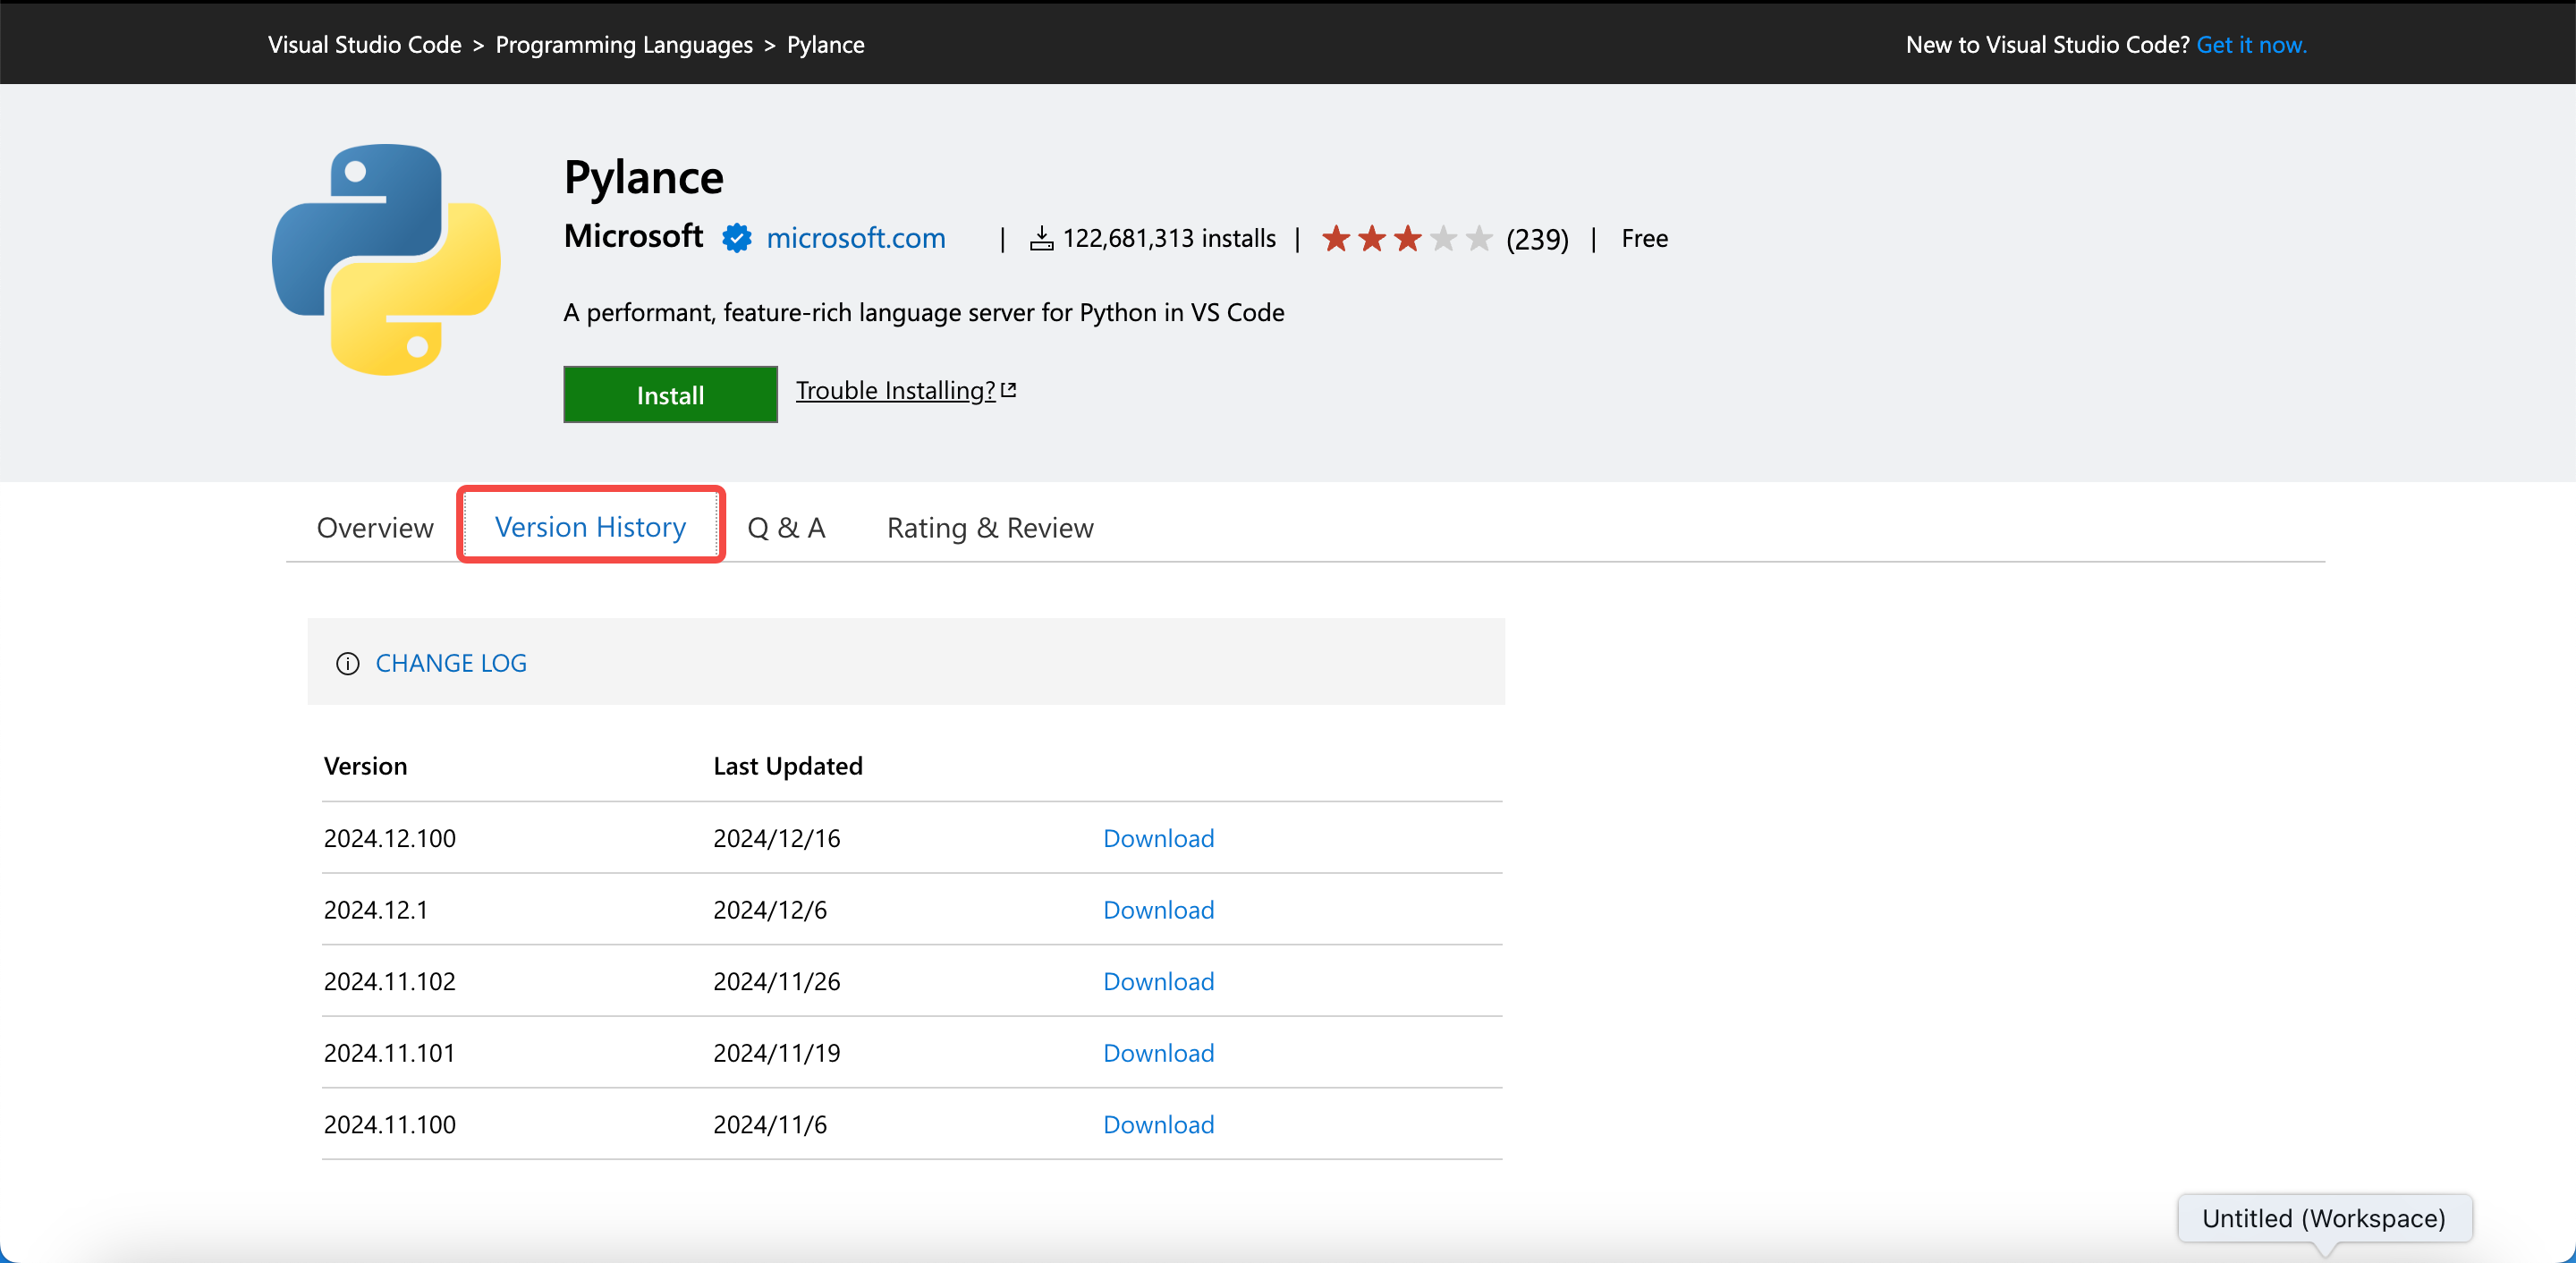 Visual Studio Code > Programming Languages > Pylance
New to Visual Studio Code? Get it now.
Pylance
Microsoft microsoft.com | 122,681,313 installs | (239) | Free
A performant, feature-rich language server for Python in VS Code
Install Trouble Installing?
Overview Version History Q & A Rating & Review
CHANGE LOG
Version Last Updated
2024.12.100 2024/12/16 Download
2024.12.1 2024/12/6 Download
2024.11.102 2024/11/26 Download
2024.11.101 2024/11/19 Download
2024.11.100 2024/11/6 Download
Untitled (Workspace)